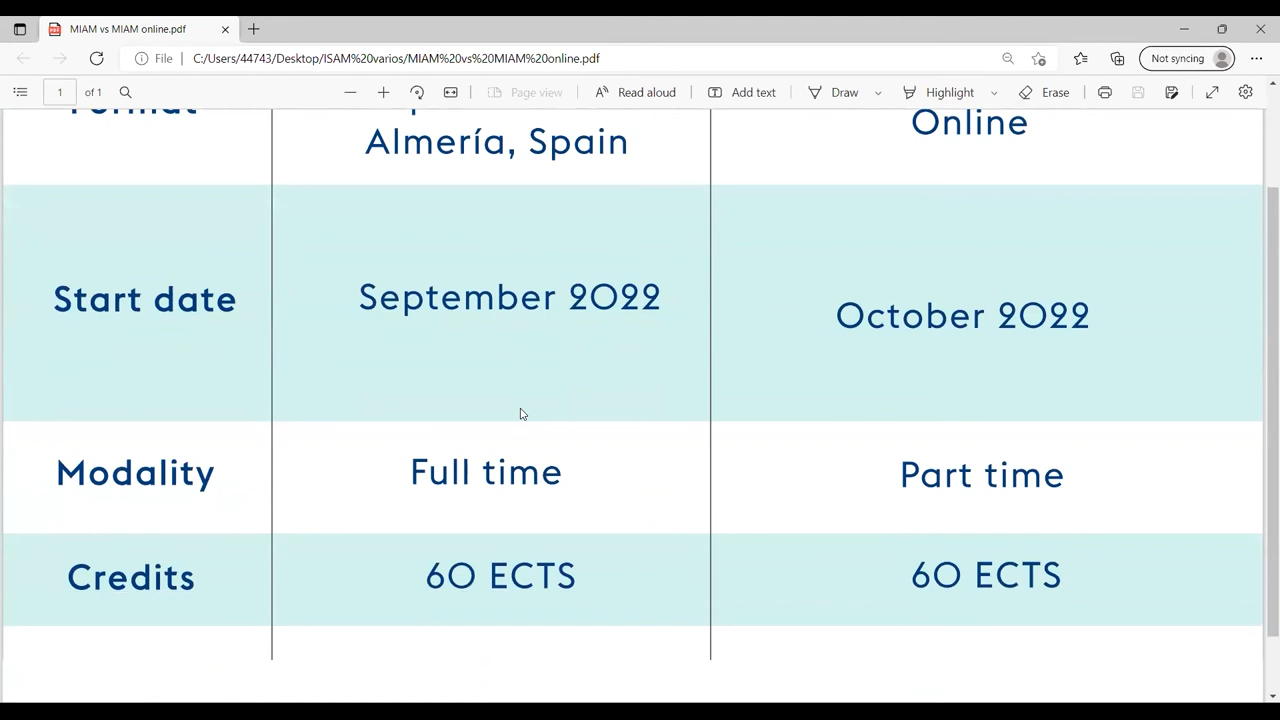 MIAM vs MIAM online.pdf
File
C:/Users/44743/Desktop/ISAM%20varios/MIAM%20vs%20MIAM%20online.pdf
Not syncing
1 of 1
Page view
Read aloud
Add text
Draw
Highlight
Erase
Format
Almería, Spain
Online
Start date
September 2022
October 2022
Modality
Full time
Part time
Credits
60 ECTS
60 ECTS